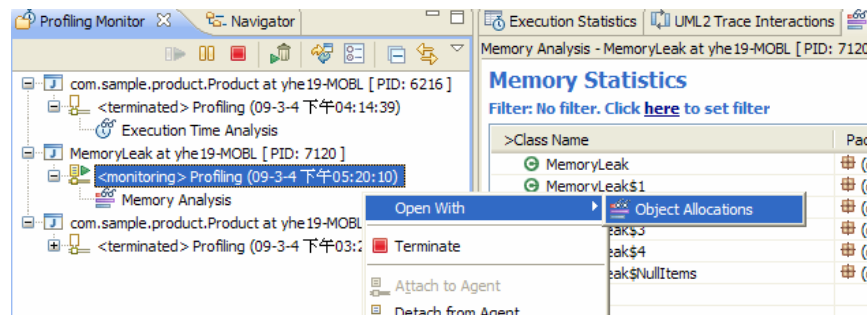 Profiling Monitor
Navigator
Execution Statistics
UML2 Trace Interactions
Memory Analysis - MemoryLeak at yhe19-MOBL [ PID: 7120
com.sample.product.Product at yhe19-MOBL [ PID: 6216 ]
<terminated> Profiling (09-3-4 下午04:14:39)
Execution Time Analysis
MemoryLeak at yhe19-MOBL [ PID: 7120 ]
<monitoring> Profiling (09-3-4 下午05:20:10)
Memory Analysis
com.sample.product.Product at yhe19-MOBL
<terminated> Profiling (09-3-4 下午03:2
Memory Statistics
Filter: No filter. Click here to set filter
>Class Name
Pac
MemoryLeak
MemoryLeak$1
eak$3
eak$4
eak$NullItems
Open With
Object Allocations
Terminate
Attach to Agent
Detach from Agent